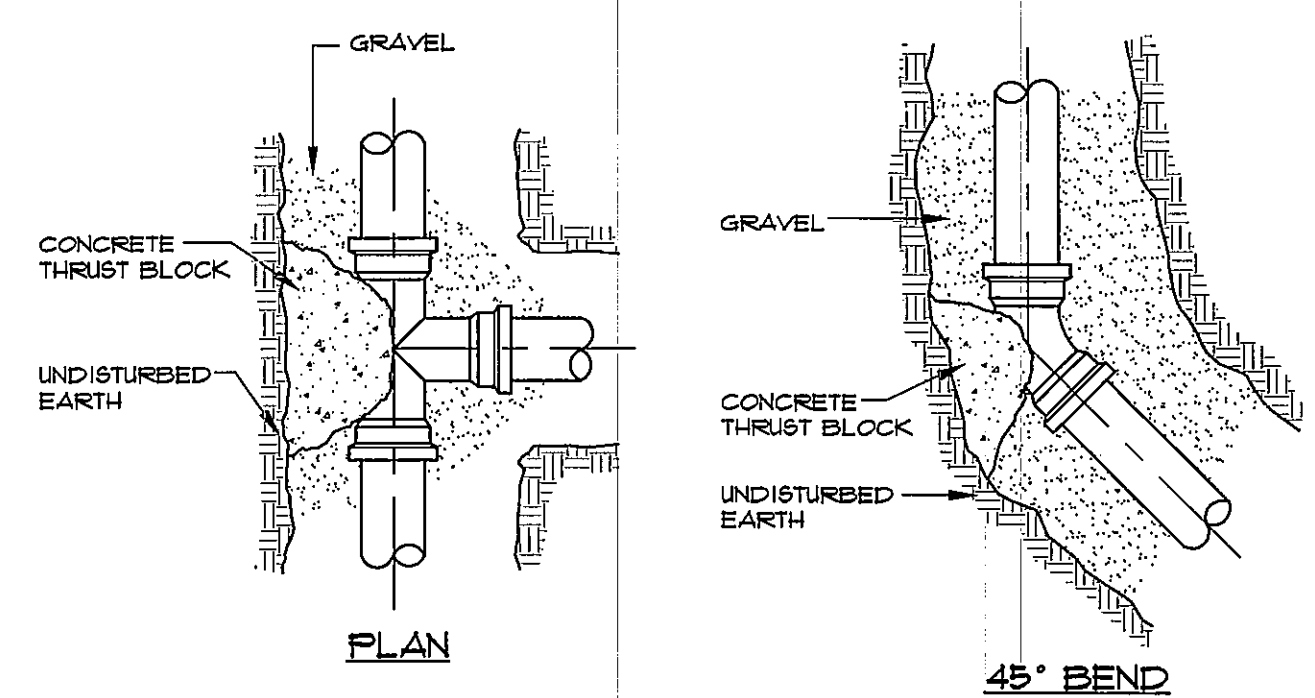 GRAVEL
CONCRETE
THRUST BLOCK
UNDISTURBED
EARTH
PLAN
GRAVEL
CONCRETE
THRUST BLOCK
UNDISTURBED
EARTH
45° BEND